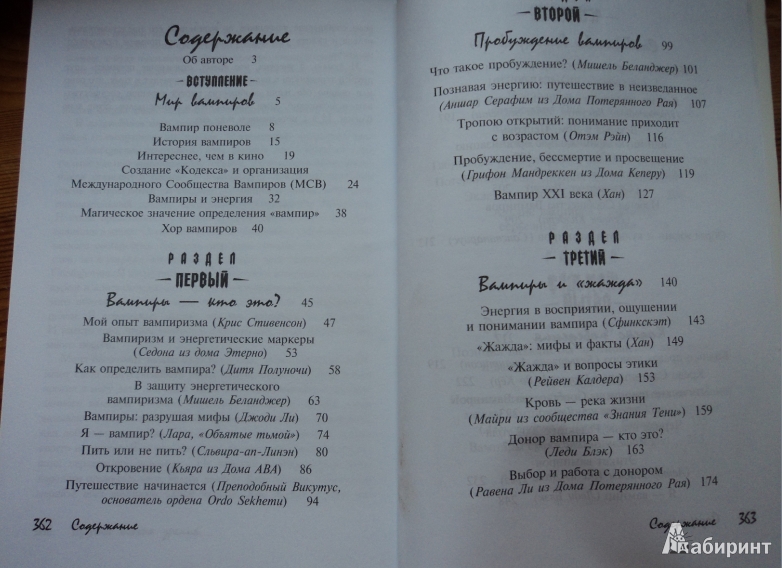 Содержание
Об авторе 3
ВСТУПЛЕНИЕ
Мир вампиров 5
Вампир поневоле 8
История вампиров 15
Интереснее, чем в кино 19
Создание «Кодекса» и организация
Международного Сообщества Вампиров (МСВ) 24
Вампиры и энергия 32
Магическое значение определения «вампир» 38
Хор вампиров 40
РАЗДЕЛ
ПЕРВЫЙ
Вампиры — кто это? 45
Мой опыт вампиризма (Крис Стивенсон) 47
Вампиризм и энергетические маркеры
(Седона из дома Этерно) 53
Как определить вампира? (Дитя Полуночи) 58
В защиту энергетического
вампиризма (Мишель Беланджер) 63
Вампиры: разрушая мифы (Джоди Ли) 70
Я — вампир? (Лара, «Объятые тьмой») 74
Пить или не пить? (Сльвира-ап-Линэн) 80
Откровение (Кьяра из Дома АВА) 86
Путешествие начинается (Преподобный Викутус,
основатель ордена Ordo Sekhemu) 94
362 Содержание
ВТОРОЙ
Пробуждение вампиров 99
Что такое пробуждение? (Мишель Беланджер) 101
Познавая энергию: путешествие в неизведанное
(Аншар Серафим из Дома Потерянного Рая) 107
Тропою открытий: понимание приходит
с возрастом (Отэм Рэйн) 116
Пробуждение, бессмертие и просвещение
(Грифон Мандреккен из Дома Кеперу) 119
Вампир XXI века (Хан) 127
РАЗДЕЛ
ТРЕТИЙ
Вампиры и «жажда» 140
Энергия в восприятии, ощущении
и понимании вампира (Сфинкскэт) 143
«Жажда»: мифы и факты (Хан) 149
«Жажда» и вопросы этики
(Рейвен Калдера) 153
Кровь — река жизни
(Майри из сообщества «Знания Тени») 159
Донор вампира — кто это?
(Леди Блэк) 163
Выбор и работа с донором
(Равена Ли из Дома Потерянного Рая) 174
Содержание 363
Лабиринт